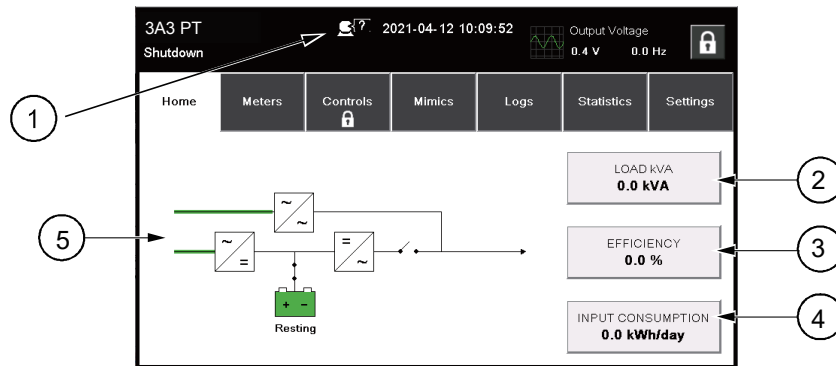 3A3 PT
Shutdown
?
2021-04-12 10:09:52
Output Voltage
0.4 V 0.0 Hz
Home Meters Controls Mimics Logs Statistics Settings
1
LOAD kVA
0.0 kVA
2
EFFICIENCY
0.0 %
3
5
INPUT CONSUMPTION
0.0 kWh/day
4
Resting